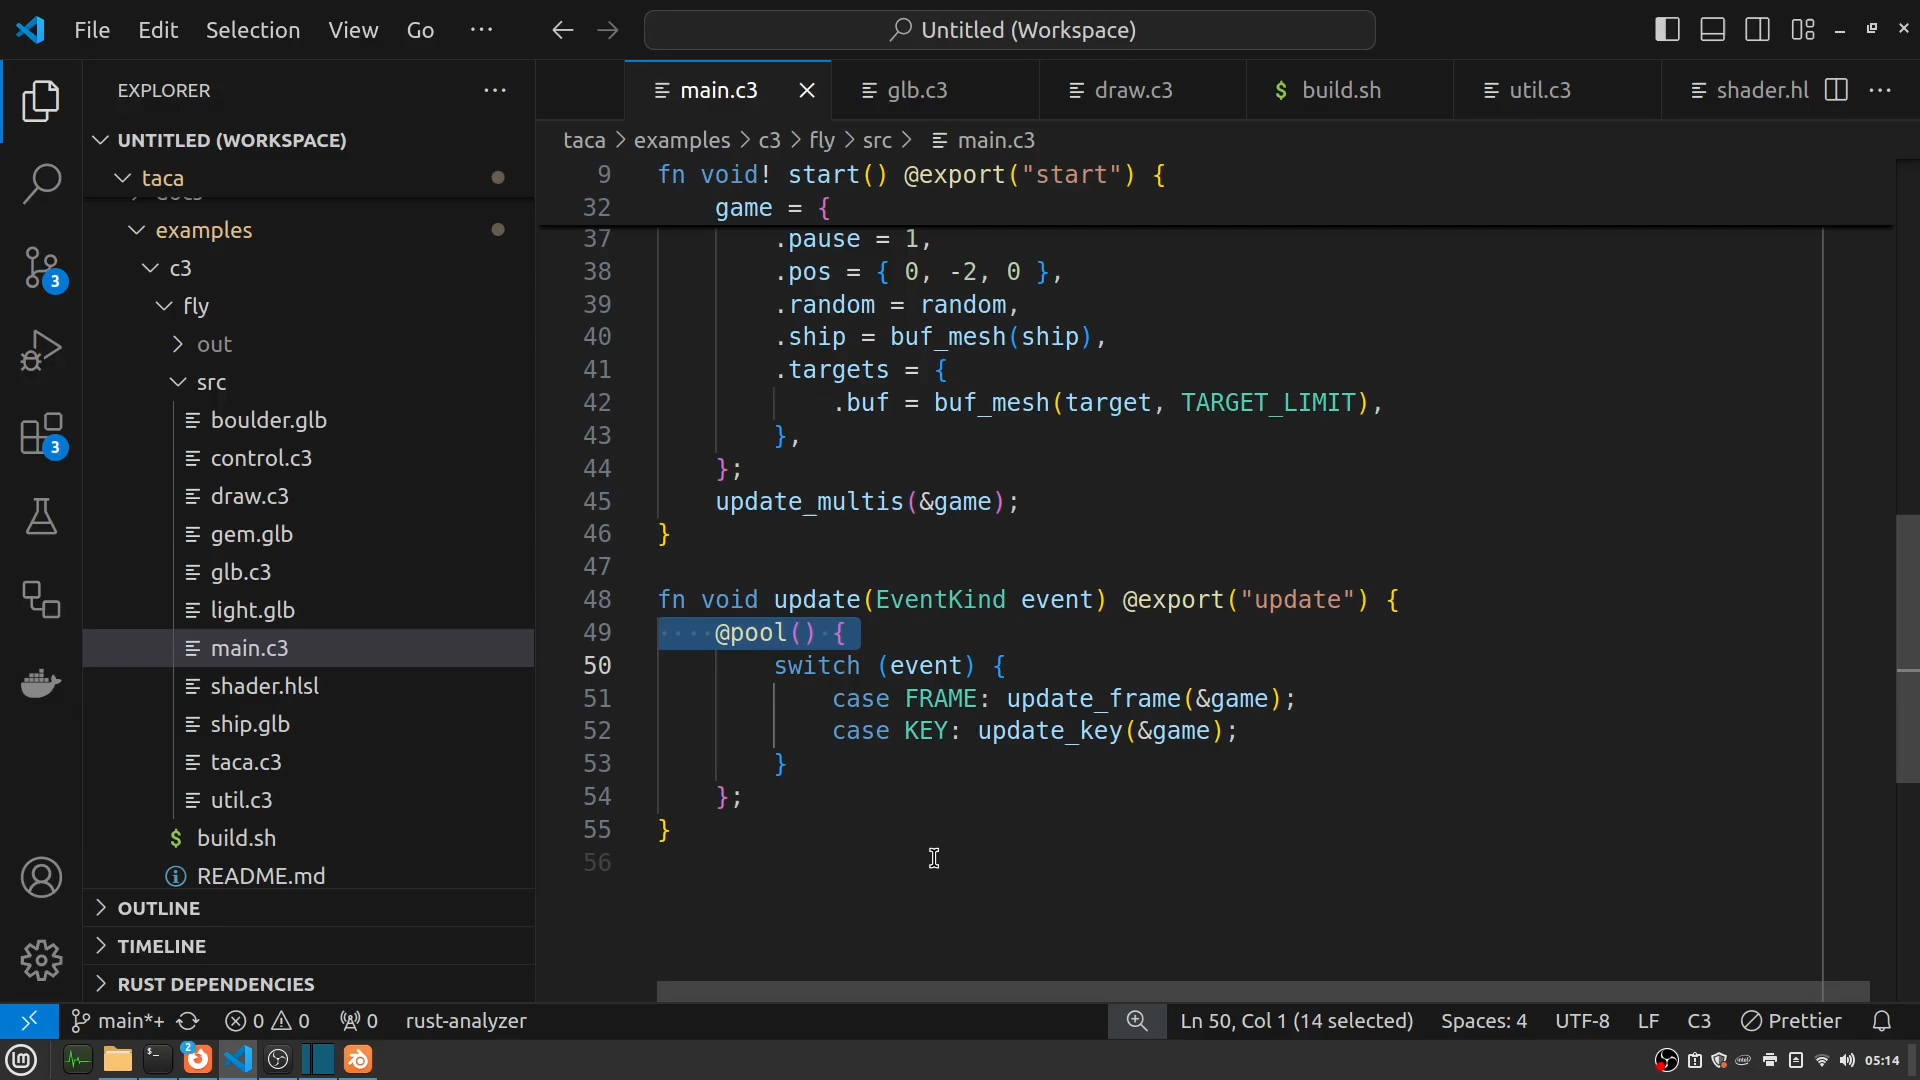 File Edit Selection View Go ··· Untitled (Workspace)
EXPLORER ···
main.c3 glb.c3 draw.c3 $ build.sh util.c3 shader.hl ···
UNTITLED (WORKSPACE)
taca
docs
examples
c3
fly
out
src
boulder.glb
control.c3
draw.c3
gem.glb
glb.c3
light.glb
main.c3
shader.hlsl
ship.glb
taca.c3
util.c3
$ build.sh
README.md
OUTLINE
TIMELINE
RUST DEPENDENCIES
3
3
taca > examples > c3 > fly > src > main.c3
9 fn void! start() @export("start") {
32 game = {
37 .pause = 1,
38 .pos = { 0, -2, 0 },
39 .random = random,
40 .ship = buf_mesh(ship),
41 .targets = {
42 .buf = buf_mesh(target, TARGET_LIMIT),
43 },
44 };
45 update_multis(&game);
46 }
47
48 fn void update(EventKind event) @export("update") {
49 ····@pool()·{
50 switch (event) {
51 case FRAME: update_frame(&game);
52 case KEY: update_key(&game);
53 }
54 };
55 }
56
main*+ 0 0 0 rust-analyzer Ln 50, Col 1 (14 selected) Spaces: 4 UTF-8 LF C3 Prettier
2 05:14